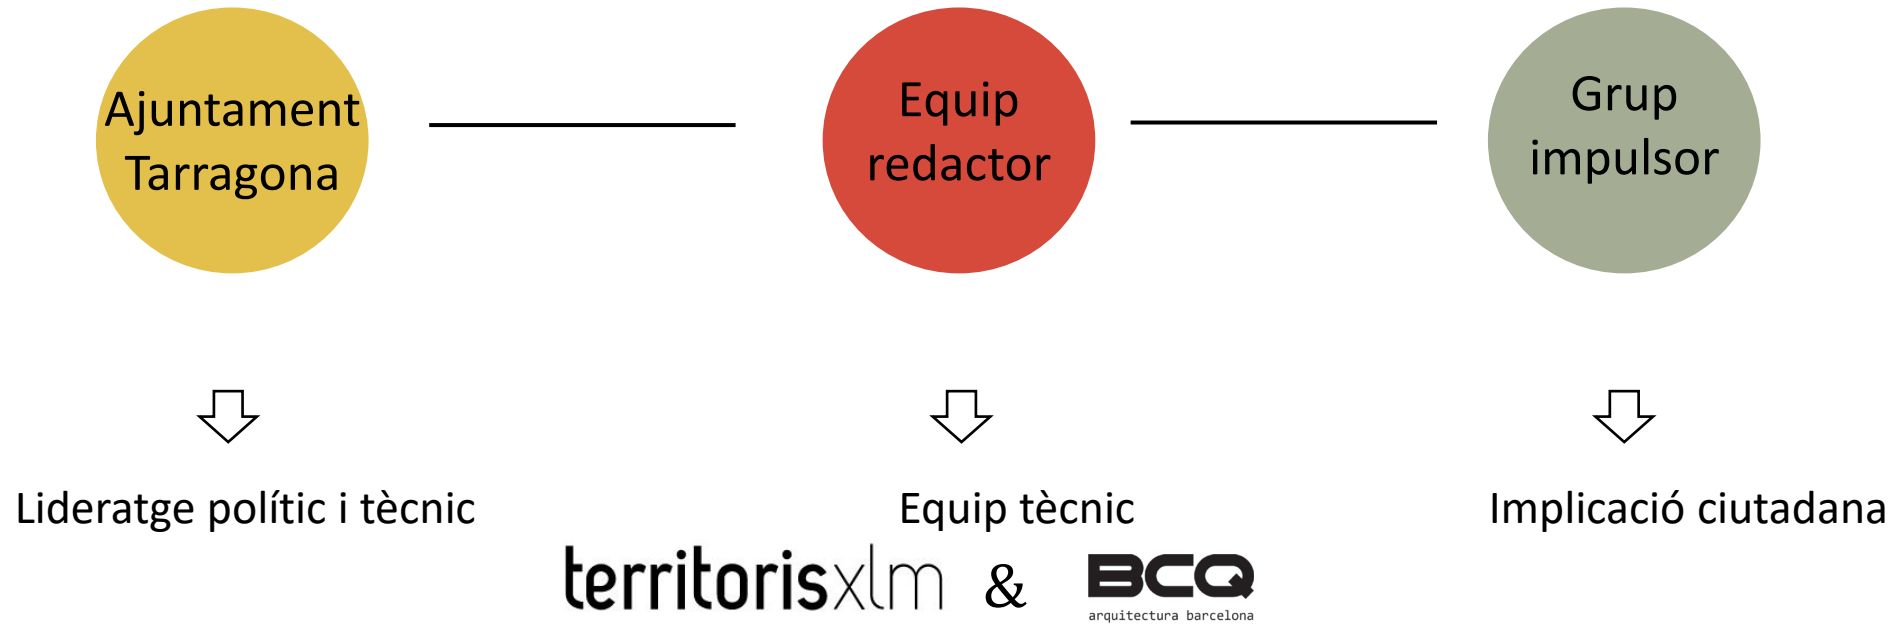 Ajuntament
Tarragona
Equip
redactor
Grup
impulsor
Lideratge polític i tècnic
Equip tècnic
Implicació ciutadana
territorisxlm & BCQ
arquitectura barcelona